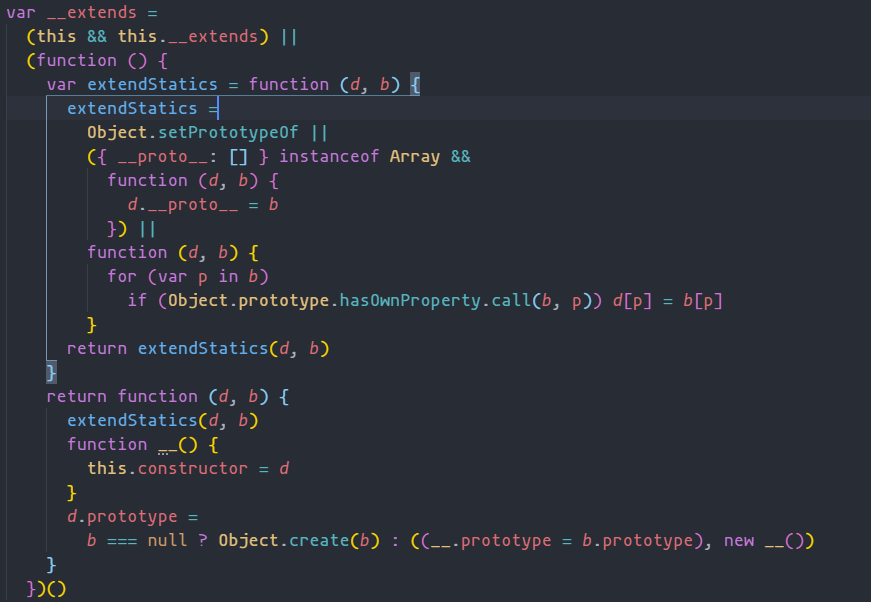 var __extends =
  (this && this.__extends) ||
  (function () {
    var extendStatics = function (d, b) {
      extendStatics =
        Object.setPrototypeOf ||
        ({ __proto__: [] } instanceof Array &&
          function (d, b) {
            d.__proto__ = b
          }) ||
        function (d, b) {
          for (var p in b)
            if (Object.prototype.hasOwnProperty.call(b, p)) d[p] = b[p]
        }
      return extendStatics(d, b)
    }
    return function (d, b) {
      extendStatics(d, b)
      function __() {
        this.constructor = d
      }
      d.prototype =
        b === null ? Object.create(b) : ((__.prototype = b.prototype), new __())
    }
  })()